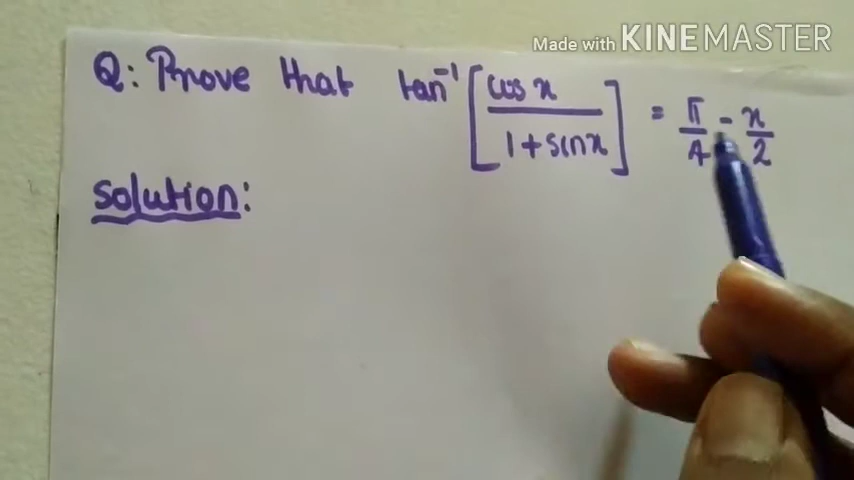 Made with KINEMASTER
Q: Prove that tan⁻¹ [cos x / 1 + sin x] = π/4 - x/2
Solution: